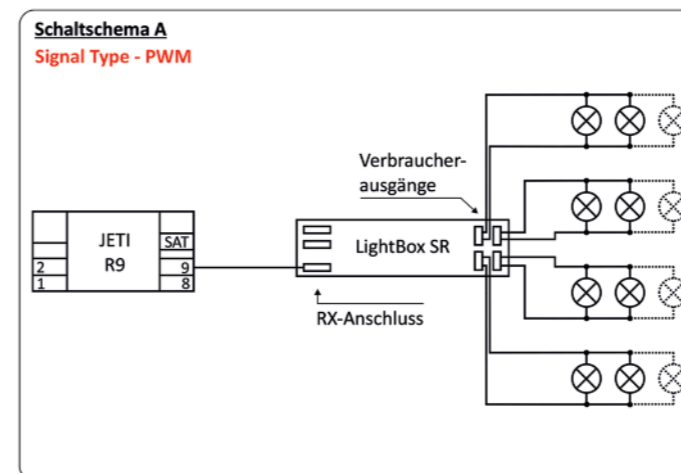 Schaltschema A
Signal Type - PWM
Verbraucher-
ausgänge
JETI
R9
SAT
2
9
1
8
LightBox SR
RX-Anschluss